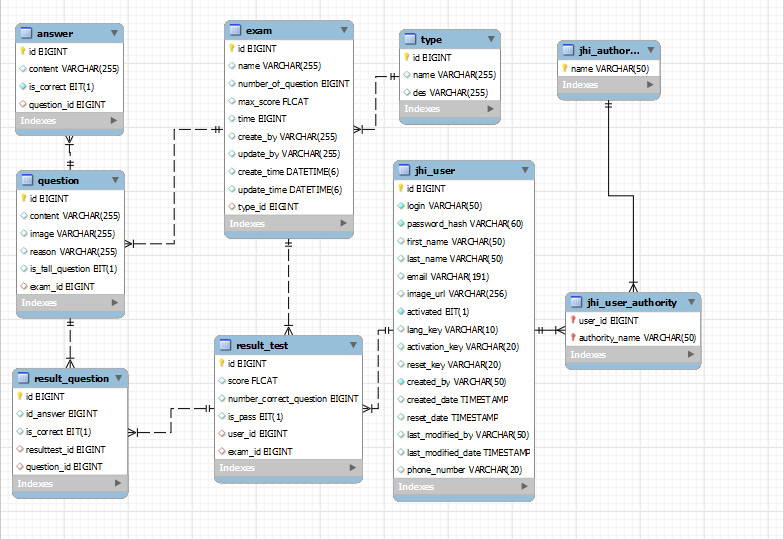 answer
id BIGINT
content VARCHAR(255)
is_correct BIT(1)
question_id BIGINT
Indexes
exam
id BIGINT
name VARCHAR(255)
number_of_question BIGINT
max_score FLCAT
time BIGINT
create_by VARCHAR(255)
update_by VARCHAR(255)
create_time DATETIME(6)
update_time DATETIME(6)
type_id BIGINT
Indexes
type
id BIGINT
name VARCHAR(255)
des VARCHAR(255)
Indexes
jhi_author...
name VARCHAR(50)
Indexes
question
id BIGINT
content VARCHAR(255)
image VARCHAR(255)
reason VARCHAR(255)
is_fall_question BIT(1)
exam_id BIGINT
Indexes
jhi_user
id BIGINT
login VARCHAR(50)
password_hash VARCHAR(60)
first_name VARCHAR(50)
last_name VARCHAR(50)
email VARCHAR(191)
image_url VARCHAR(256)
activated BIT(1)
lang_key VARCHAR(10)
activation_key VARCHAR(20)
reset_key VARCHAR(20)
created_by VARCHAR(50)
created_date TIMESTAMP
reset_date TIMESTAMP
last_modified_by VARCHAR(50)
last_modified_date TIMESTAMP
phone_number VARCHAR(20)
Indexes
jhi_user_authority
user_id BIGINT
authority_name VARCHAR(50)
Indexes
result_test
id BIGINT
score FLCAT
number_correct_question BIGINT
is_pass BIT(1)
user_id BIGINT
exam_id BIGINT
Indexes
result_question
id BIGINT
id_answer BIGINT
is_correct BIT(1)
resulttest_id BIGINT
question_id BIGINT
Indexes